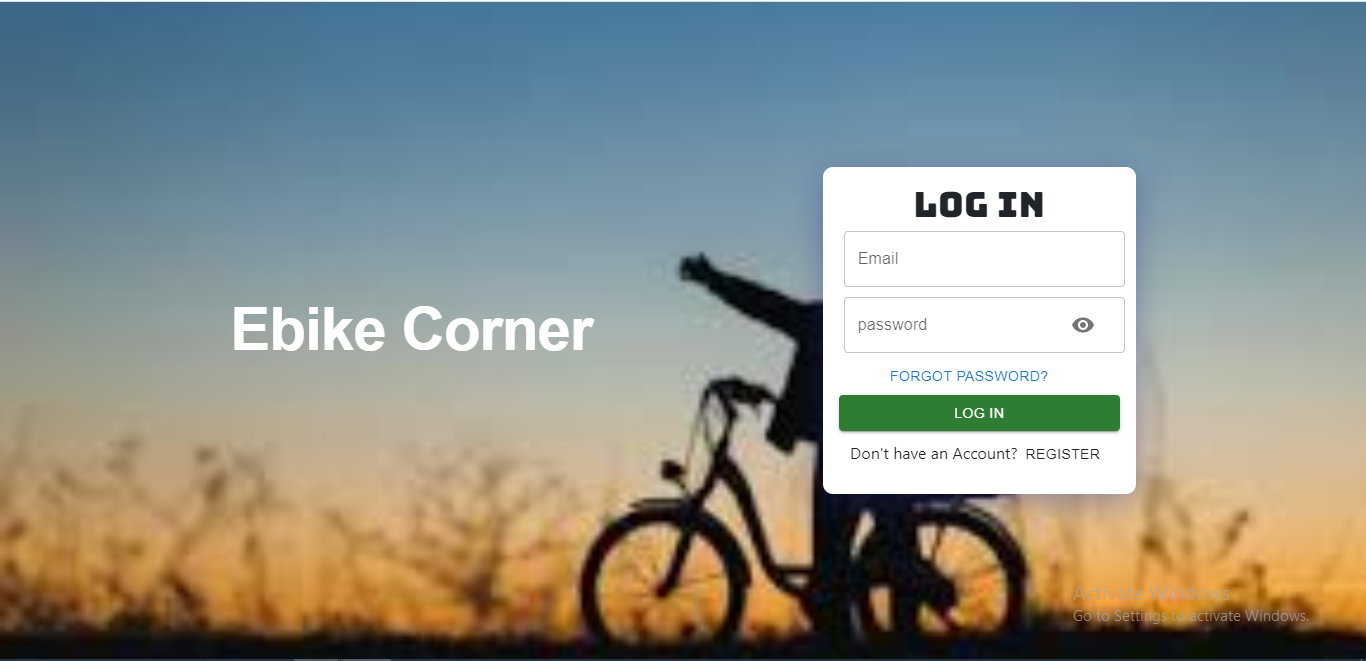 Ebike Corner
LOG IN
Email
password
FORGOT PASSWORD?
LOG IN
Don't have an Account? REGISTER
Activate Windows
Go to Settings to activate Windows.